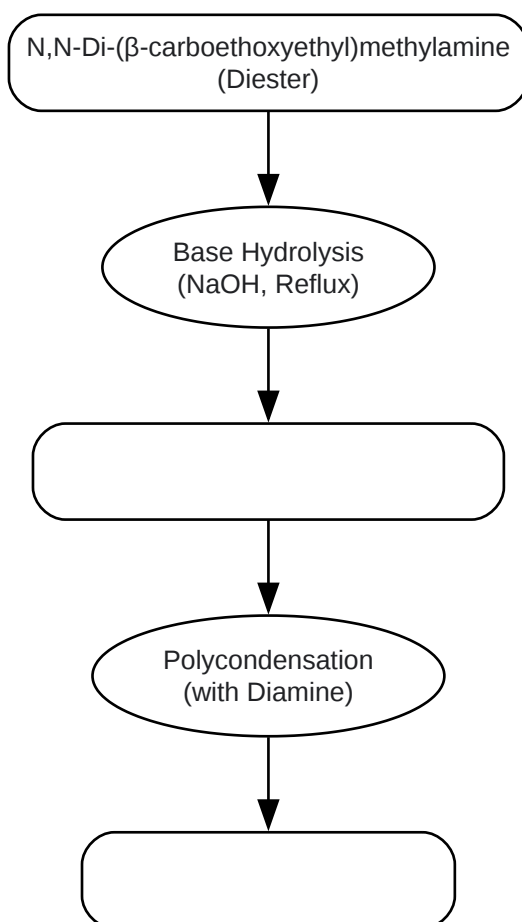 N,N-Di-(β-carboethoxyethyl)methylamine
(Diester)
Base Hydrolysis
(NaOH, Reflux)
Polycondensation
(with Diamine)